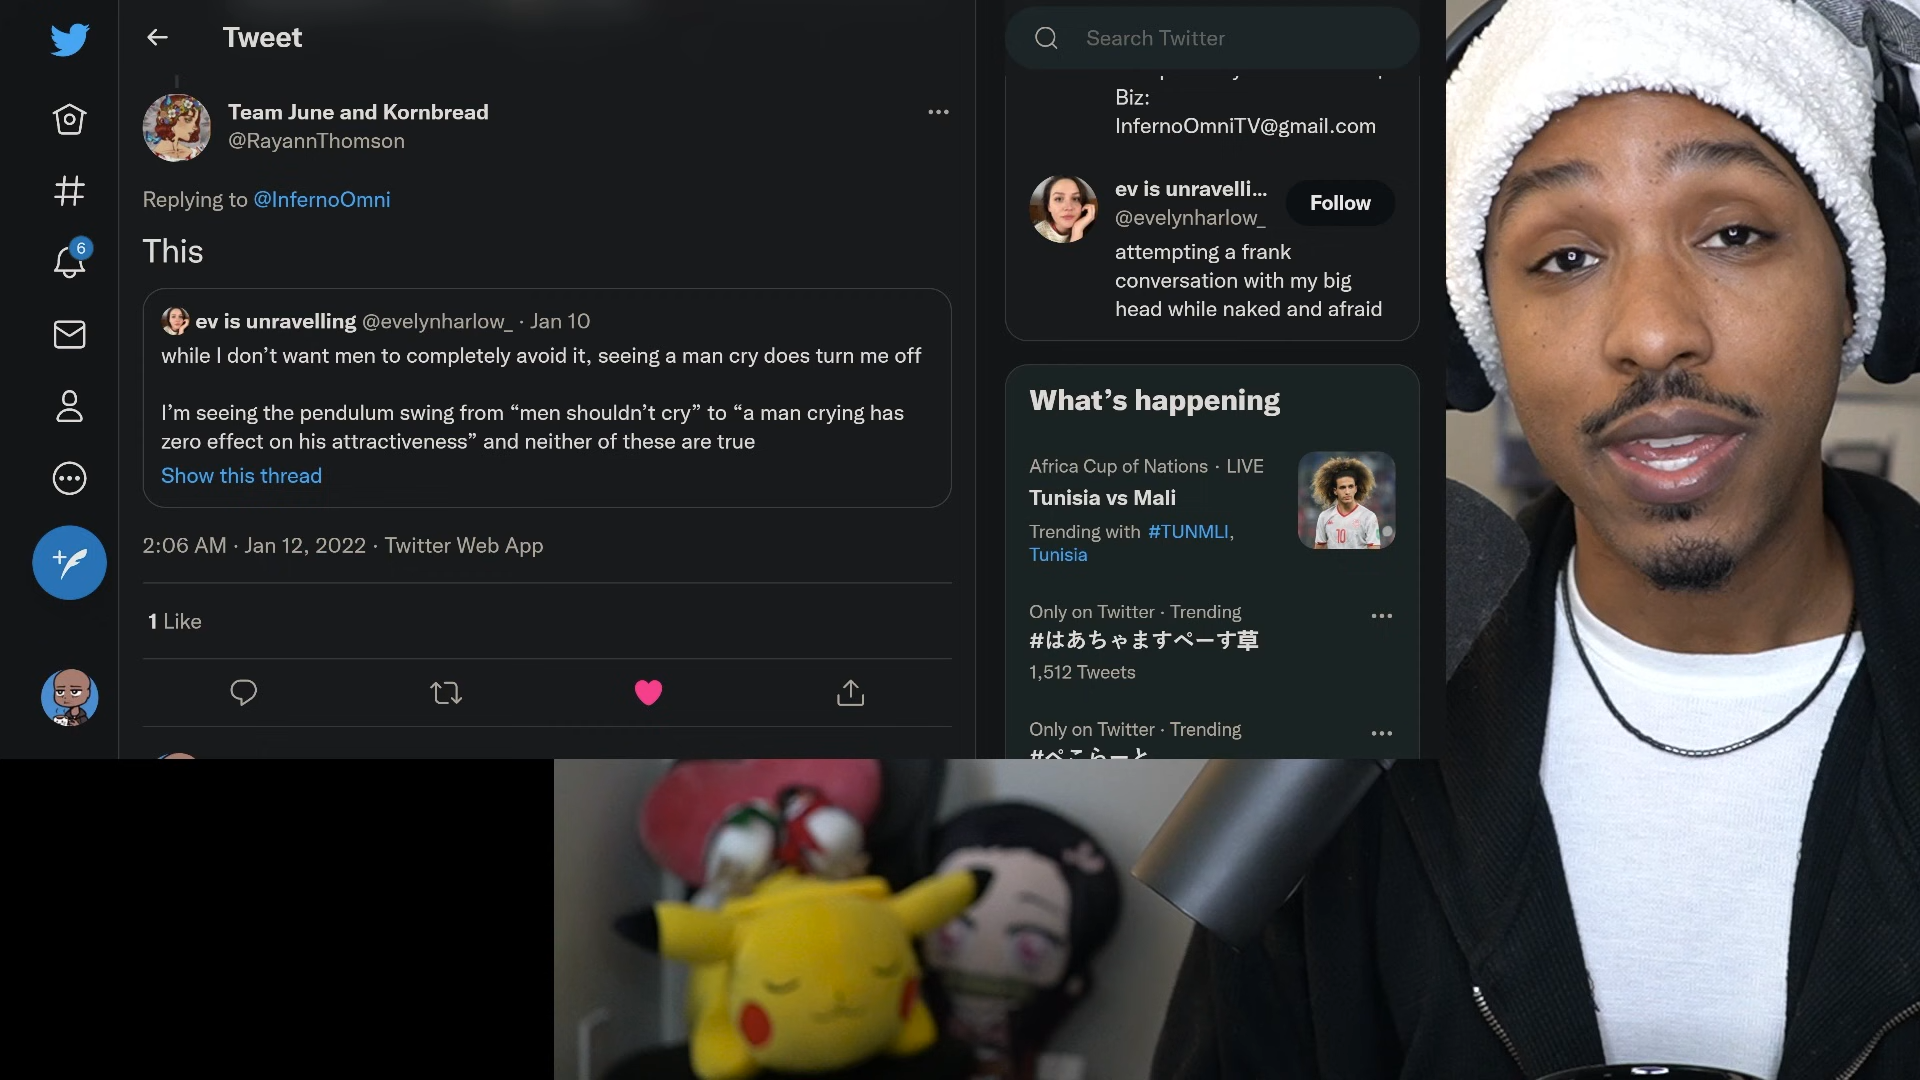 Tweet
Team June and Kornbread
@RayannThomson
Replying to @InfernoOmni
This
ev is unravelling @evelynharlow_ · Jan 10
while I don’t want men to completely avoid it, seeing a man cry does turn me off
I’m seeing the pendulum swing from “men shouldn’t cry” to “a man crying has
zero effect on his attractiveness” and neither of these are true
Show this thread
2:06 AM · Jan 12, 2022 · Twitter Web App
1 Like
6
Search Twitter
Biz:
InfernoOmniTV@gmail.com
ev is unravelli...
@evelynharlow_
Follow
attempting a frank
conversation with my big
head while naked and afraid
What’s happening
Africa Cup of Nations · LIVE
Tunisia vs Mali
Trending with #TUNMLI,
Tunisia
10
Only on Twitter · Trending
#はあちゃますぺーす草
1,512 Tweets
Only on Twitter · Trending
#ぺこらーと